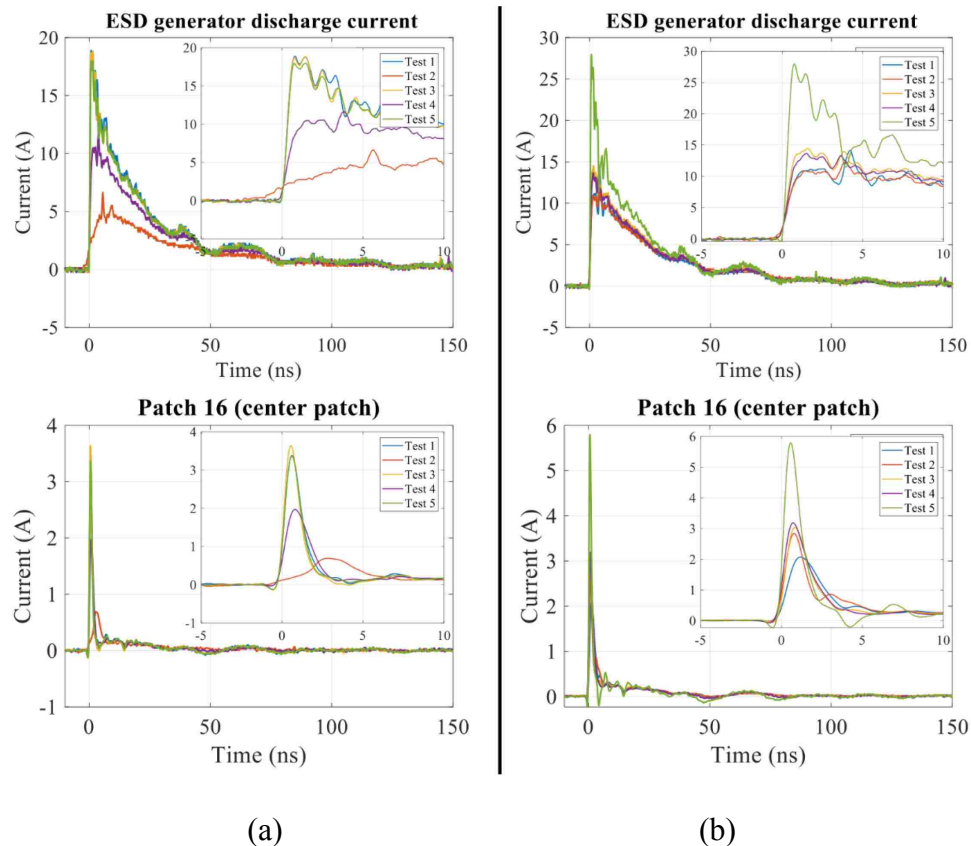 ESD generator discharge current
20
15
10
5
0
-5
Current (A)
0
50
100
150
Time (ns)
20
15
10
5
0
-5
0
5
10
Test 1
Test 2
Test 3
Test 4
Test 5
ESD generator discharge current
30
25
20
15
10
5
0
-5
Current (A)
0
50
100
150
Time (ns)
30
25
20
15
10
5
0
-5
0
5
10
Test 1
Test 2
Test 3
Test 4
Test 5
Patch 16 (center patch)
4
3
2
1
0
-1
Current (A)
0
50
100
150
Time (ns)
4
3
2
1
0
-1
-5
0
5
10
Test 1
Test 2
Test 3
Test 4
Test 5
Patch 16 (center patch)
6
5
4
3
2
1
0
Current (A)
0
50
100
150
Time (ns)
6
5
4
3
2
1
0
-5
0
5
10
Test 1
Test 2
Test 3
Test 4
Test 5
(a)
(b)